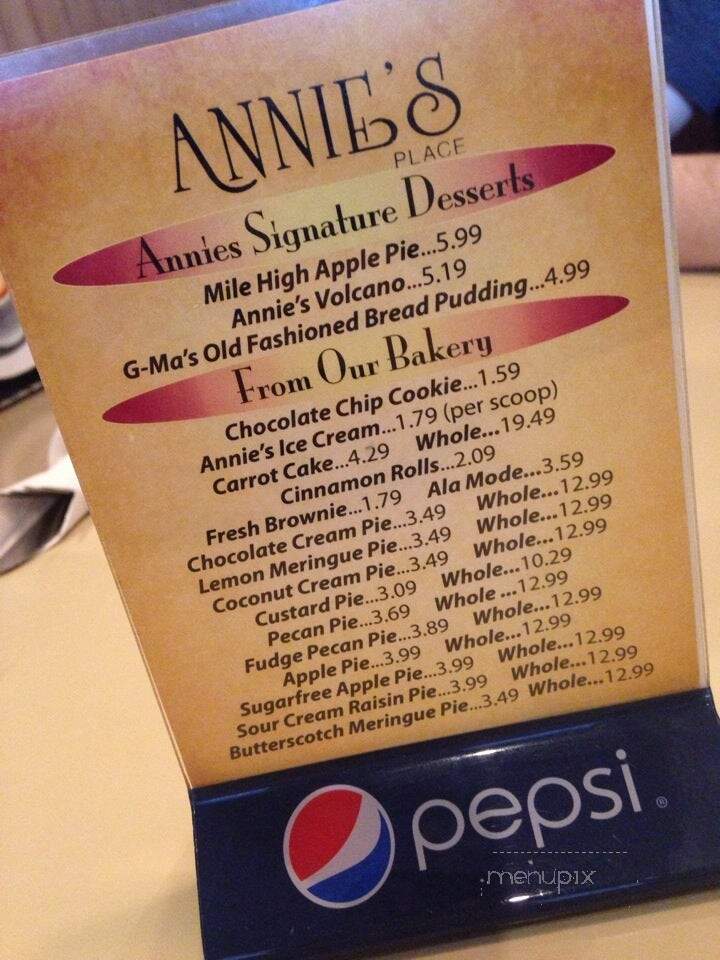 ANNIE'S
PLACE
Annies Signature Desserts
Mile High Apple Pie...5.99
Annie's Volcano...5.19
G-Ma's Old Fashioned Bread Pudding...4.99
From Our Bakery
Chocolate Chip Cookie...1.59
Annie's Ice Cream...1.79 (per scoop)
Carrot Cake...4.29 Whole...19.49
Cinnamon Rolls...2.09
Fresh Brownie...1.79 Ala Mode...3.59
Chocolate Cream Pie...3.49 Whole...12.99
Lemon Meringue Pie...3.49 Whole...12.99
Coconut Cream Pie...3.49 Whole...12.99
Custard Pie...3.09 Whole...10.29
Pecan Pie...3.69 Whole ...12.99
Fudge Pecan Pie...3.89 Whole...12.99
Apple Pie...3.99 Whole...12.99
Sugarfree Apple Pie...3.99 Whole...12.99
Sour Cream Raisin Pie...3.99 Whole...12.99
Butterscotch Meringue Pie...3.49 Whole...12.99
pepsi®
menupix